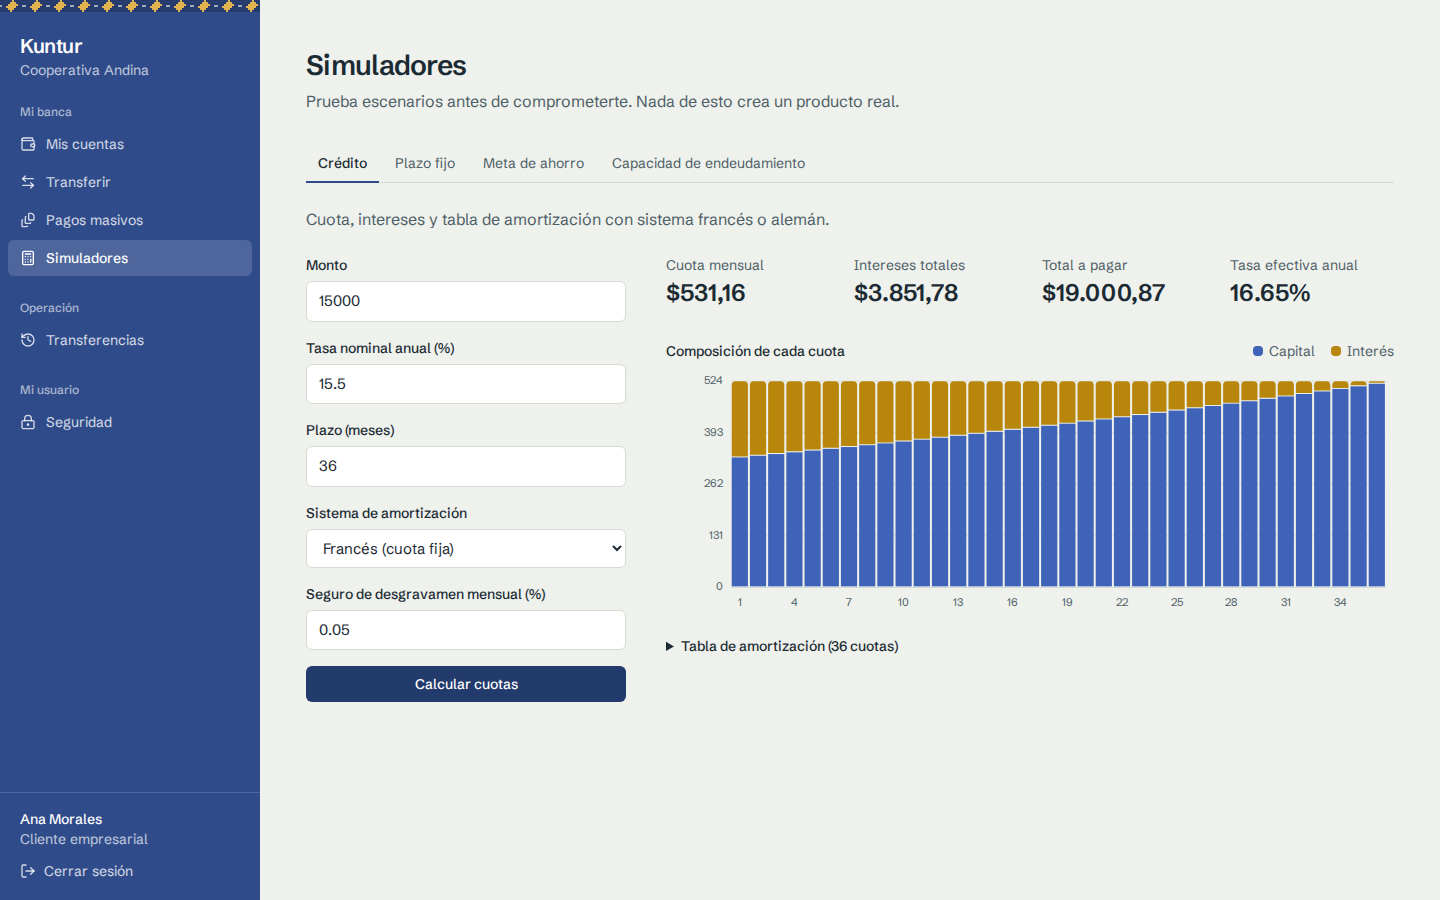 Kuntur
Cooperativa Andina
Mi banca
Mis cuentas
Transferir
Pagos masivos
Simuladores
Operación
Transferencias
Mi usuario
Seguridad
Ana Morales
Cliente empresarial
Cerrar sesión
Simuladores
Prueba escenarios antes de comprometerte. Nada de esto crea un producto real.
Crédito Plazo fijo Meta de ahorro Capacidad de endeudamiento
Cuota, intereses y tabla de amortización con sistema francés o alemán.
Monto
15000
Tasa nominal anual (%)
15.5
Plazo (meses)
36
Sistema de amortización
Francés (cuota fija)
Seguro de desgravamen mensual (%)
0.05
Calcular cuotas
Cuota mensual Intereses totales Total a pagar Tasa efectiva anual
$531,16 $3.851,78 $19.000,87 16.65%
Composición de cada cuota Capital Interés
524
393
262
131
0
1 4 7 10 13 16 19 22 25 28 31 34
Tabla de amortización (36 cuotas)